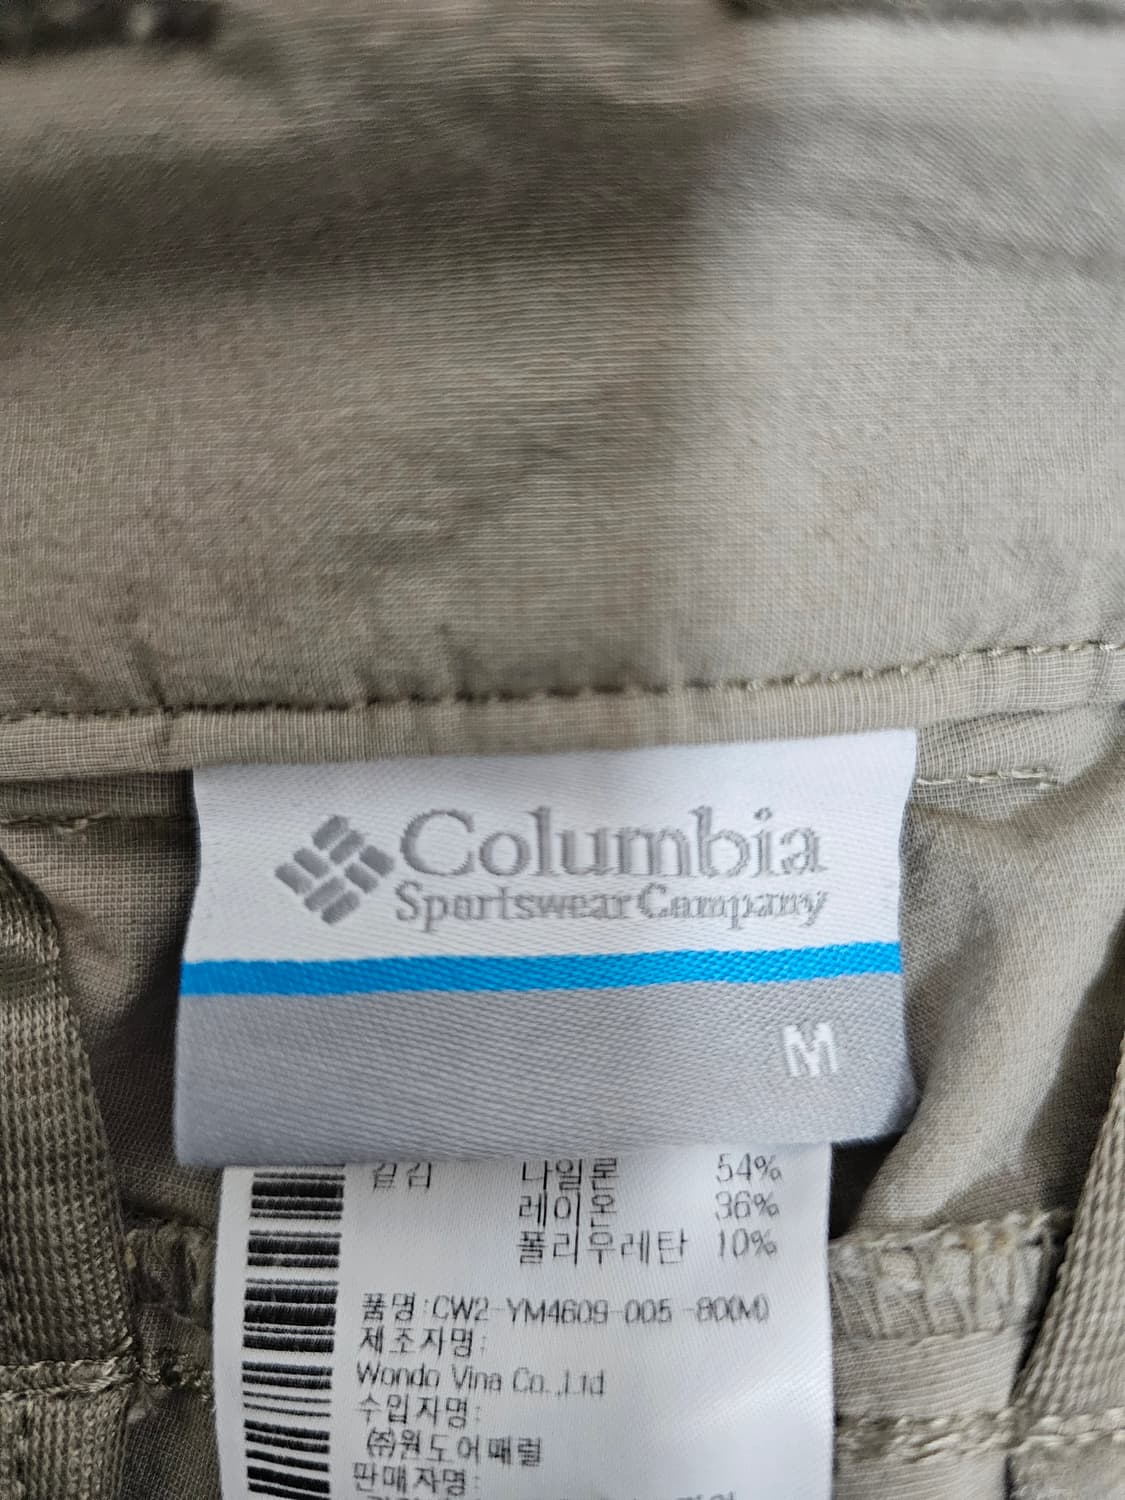 Columbia
Sportswear Company
M
겉감 나일론 54%
레이온 36%
폴리우레탄 10%
품명:CW2-YM4609-005-800(M)
제조자명:
Wondo Vina Co.,Ltd
수입자명:
(주)원도어패럴
판매자명: